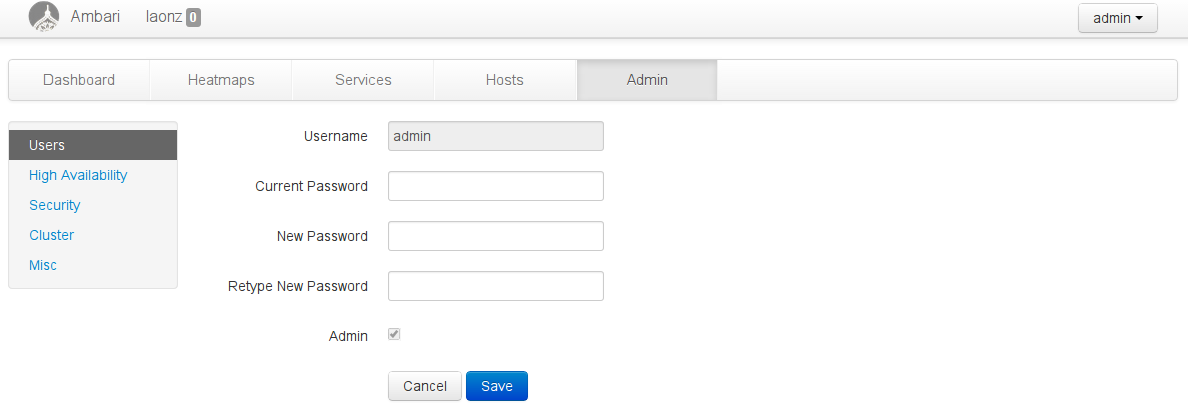 Ambari laonz 0 admin
Dashboard Heatmaps Services Hosts Admin
Users
High Availability
Security
Cluster
Misc
Username admin
Current Password
New Password
Retype New Password
Admin
Cancel Save